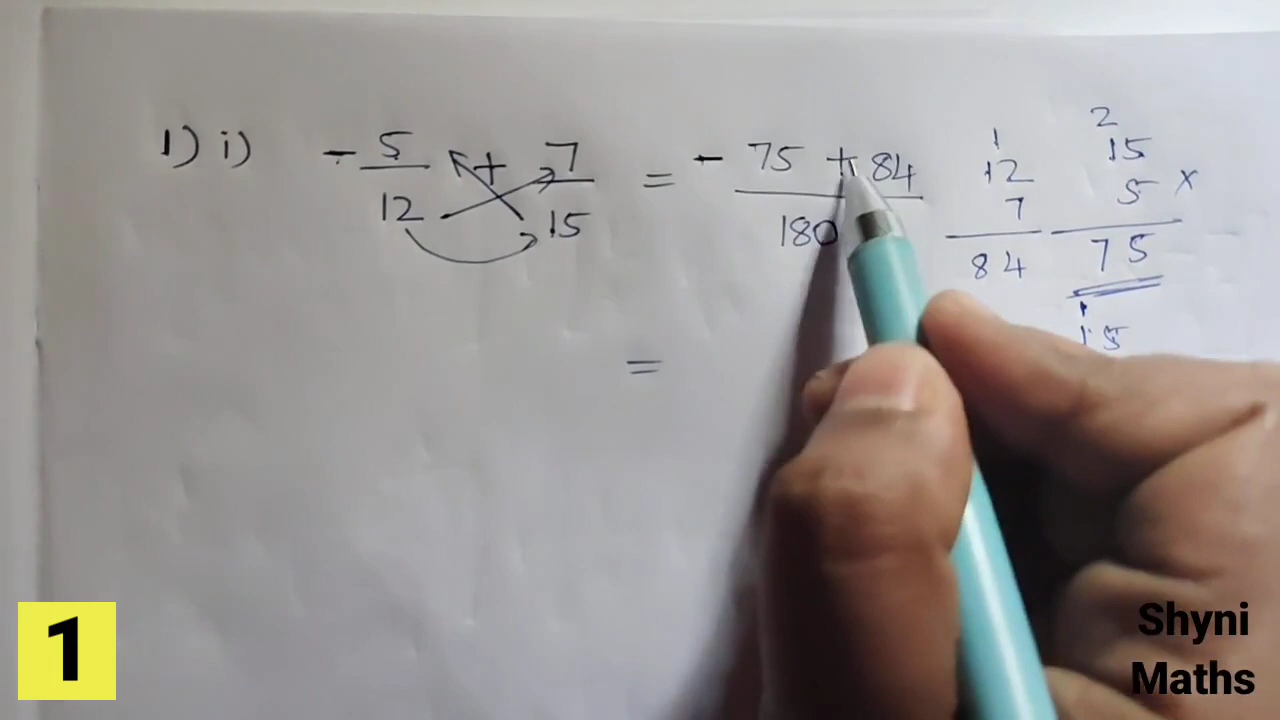 1) i) - 5/12 + 7/15 = - 75 + 84 / 180
=
1
12
7
84
2
15
5 x
75
1
15
1
Shyni
Maths